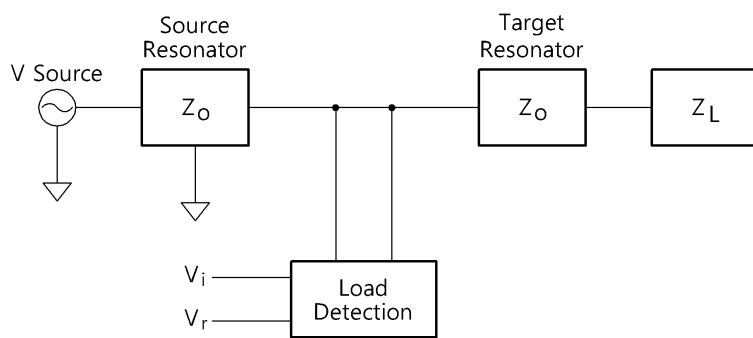 Source
Resonator
Target
Resonator
V Source
Zo
Zo
ZL
Vi
Vr
Load
Detection